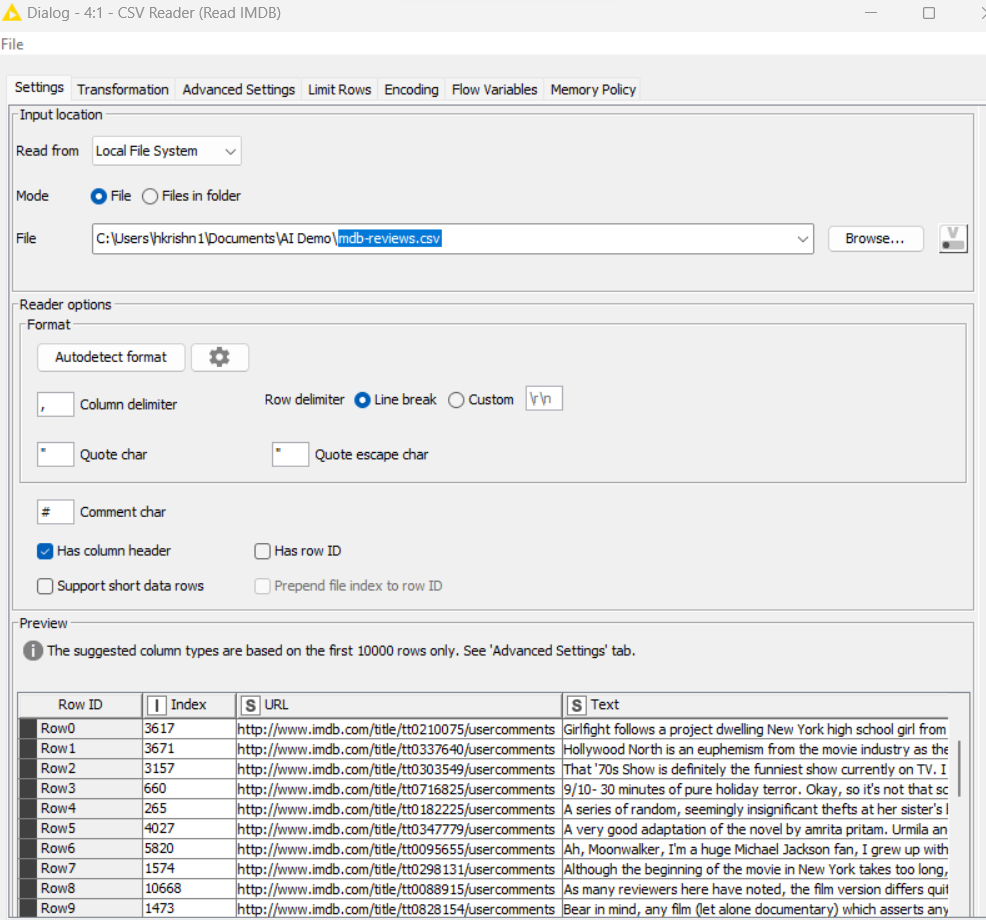 Dialog - 4:1 - CSV Reader (Read IMDB)
File
Settings Transformation Advanced Settings Limit Rows Encoding Flow Variables Memory Policy
Input location
Read from Local File System
Mode File Files in folder
File C:\Users\hkrishn1\Documents\AI Demo\mdb-reviews.csv Browse... V
Reader options
Format
Autodetect format
, Column delimiter Row delimiter Line break Custom \r\n
" Quote char " Quote escape char
# Comment char
Has column header Has row ID
Support short data rows Prepend file index to row ID
Preview
i The suggested column types are based on the first 10000 rows only. See 'Advanced Settings' tab.
Row ID I Index S URL S Text
Row0 3617 http://www.imdb.com/title/tt0210075/usercomments Girlfight follows a project dwelling New York high school girl from
Row1 3671 http://www.imdb.com/title/tt0337640/usercomments Hollywood North is an euphemism from the movie industry as the
Row2 3157 http://www.imdb.com/title/tt0303549/usercomments That '70s Show is definitely the funniest show currently on TV. I
Row3 660 http://www.imdb.com/title/tt0716825/usercomments 9/10- 30 minutes of pure holiday terror. Okay, so it's not that sc
Row4 265 http://www.imdb.com/title/tt0182225/usercomments A series of random, seemingly insignificant thefts at her sister's
Row5 4027 http://www.imdb.com/title/tt0347779/usercomments A very good adaptation of the novel by amrita pritam. Urmila an
Row6 5820 http://www.imdb.com/title/tt0095655/usercomments Ah, Moonwalker, I'm a huge Michael Jackson fan, I grew up with
Row7 1574 http://www.imdb.com/title/tt0298131/usercomments Although the beginning of the movie in New York takes too long,
Row8 10668 http://www.imdb.com/title/tt0088915/usercomments As many reviewers here have noted, the film version differs quit
Row9 1473 http://www.imdb.com/title/tt0828154/usercomments Bear in mind, any film (let alone documentary) which asserts any